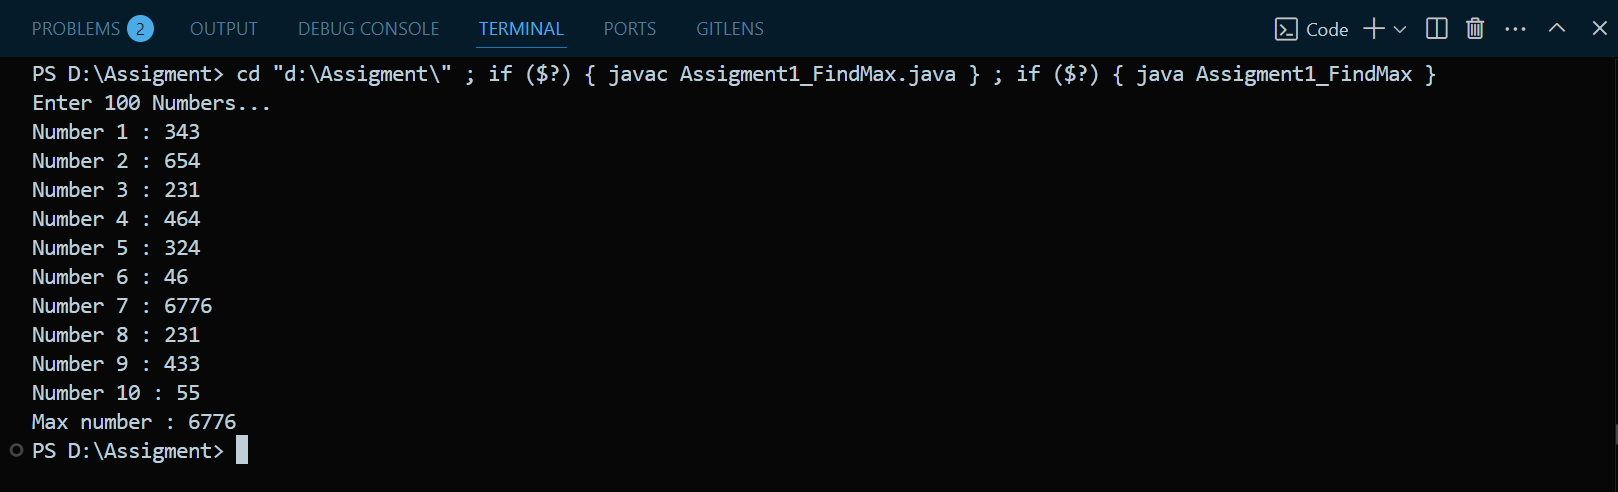 PROBLEMS 2 OUTPUT DEBUG CONSOLE TERMINAL PORTS GITLENS Code
PS D:\Assigment> cd "d:\Assigment\" ; if ($?) { javac Assigment1_FindMax.java } ; if ($?) { java Assigment1_FindMax }
Enter 100 Numbers...
Number 1 : 343
Number 2 : 654
Number 3 : 231
Number 4 : 464
Number 5 : 324
Number 6 : 46
Number 7 : 6776
Number 8 : 231
Number 9 : 433
Number 10 : 55
Max number : 6776
PS D:\Assigment>